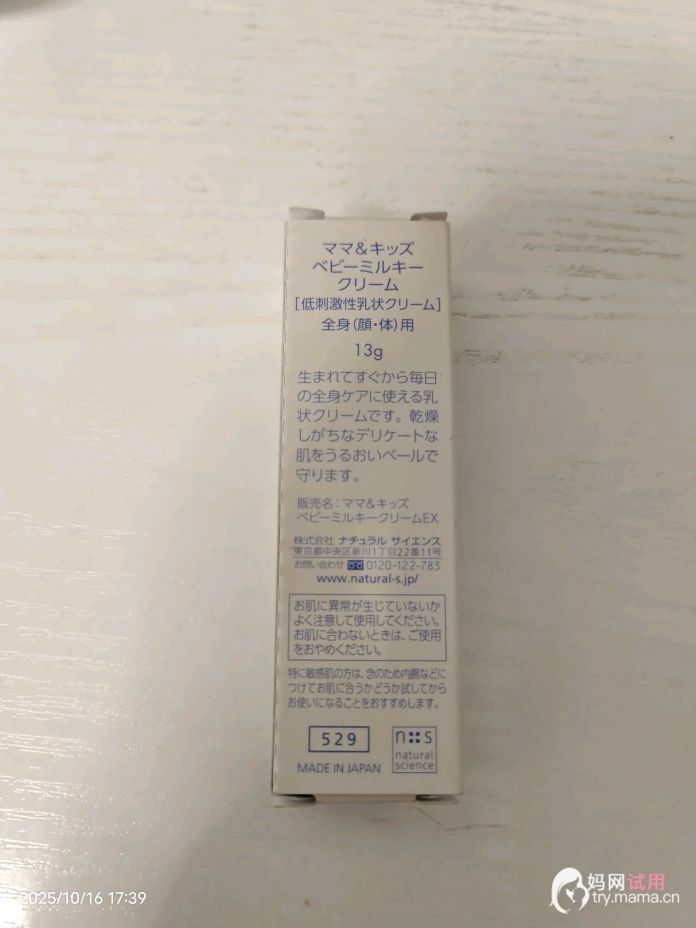 ママ&キッズ
ベビーミルキー
クリーム
[低刺激性乳状クリーム]
全身(顔・体)用
13g
生まれてすぐから毎日
の全身ケアに使える乳
状クリームです。乾燥
しがちなデリケートな
肌をうるおいベールで
守ります。
販売名:ママ&キッズ
ベビーミルキークリームEX
株式会社 ナチュラル サイエンス
東京都中央区新川1丁目22番11号
お問い合わせ 0120-122-783
www.natural-s.jp/
お肌に異常が生じていないか
よく注意して使用してください。
お肌に合わないときは、ご使用
をおやめください。
特に敏感肌の方は、念のため内腕などに
つけてお肌に合うかどうか試してから
お使いになることをおすすめします。
529
MADE IN JAPAN
n::s
natural
science
2025/10/16 17:39
妈网试用
try.mama.cn